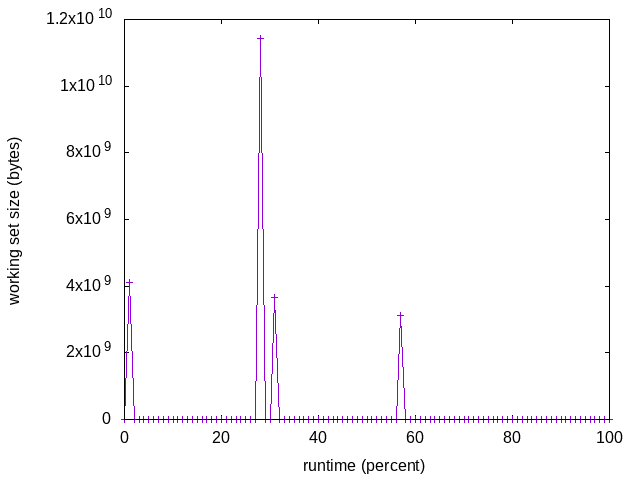 1.2x10 10
1x10 10
8x10 9
6x10 9
4x10 9
2x10 9
0
working set size (bytes)
0 20 40 60 80 100
runtime (percent)